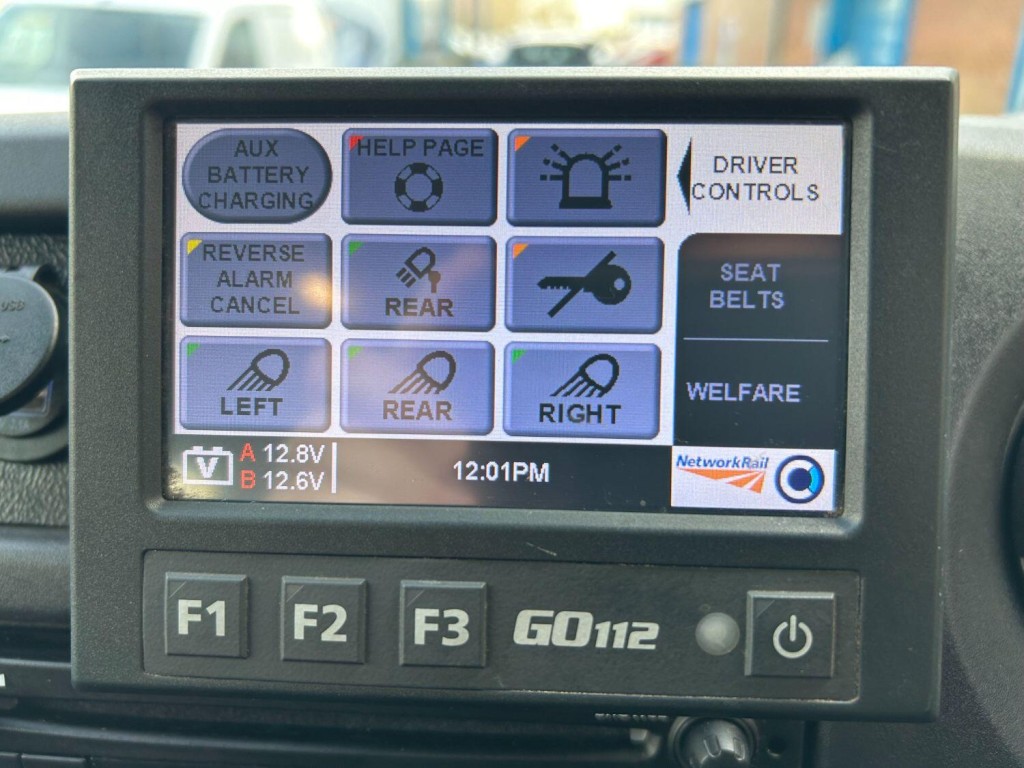 AUX
BATTERY
CHARGING
HELP PAGE
DRIVER
CONTROLS
REVERSE
ALARM
CANCEL
REAR
SEAT
BELTS
LEFT
REAR
RIGHT
WELFARE
V
A 12.8V
B 12.6V
12:01PM
NetworkRail
F1
F2
F3
GO112
USB